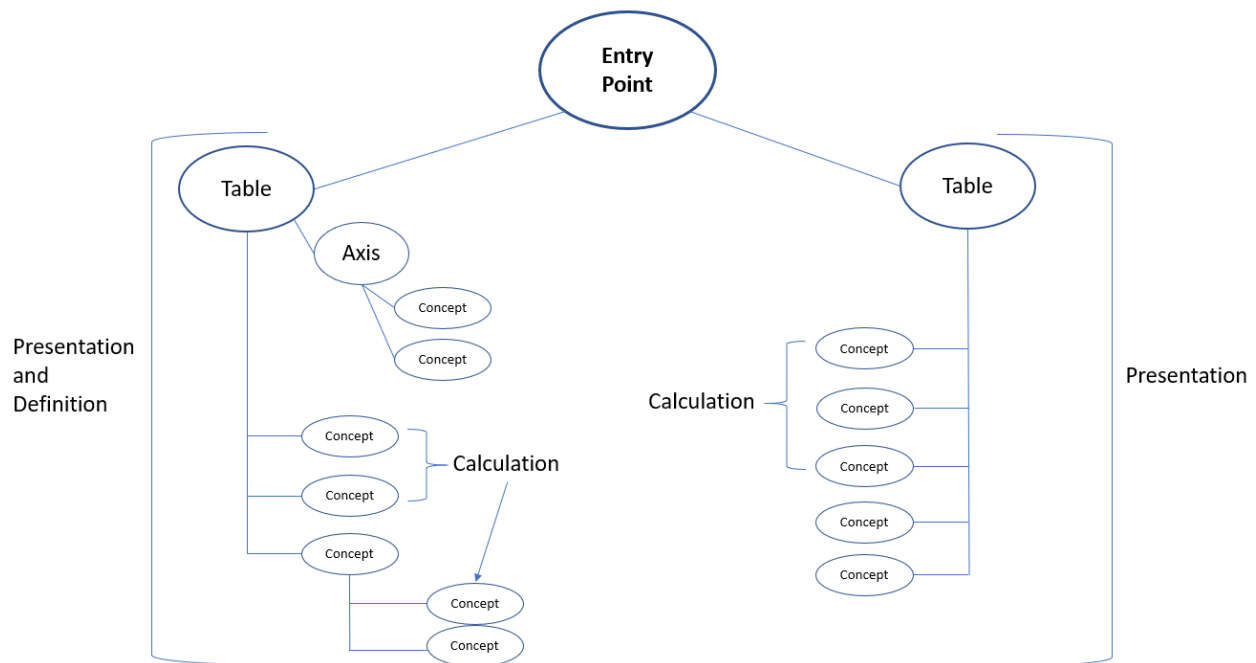 Entry
Point
Table
Table
Axis
Concept
Concept
Presentation
and
Definition
Concept
Concept
Calculation
Concept
Concept
Concept
Concept
Concept
Calculation
Concept
Concept
Concept
Presentation